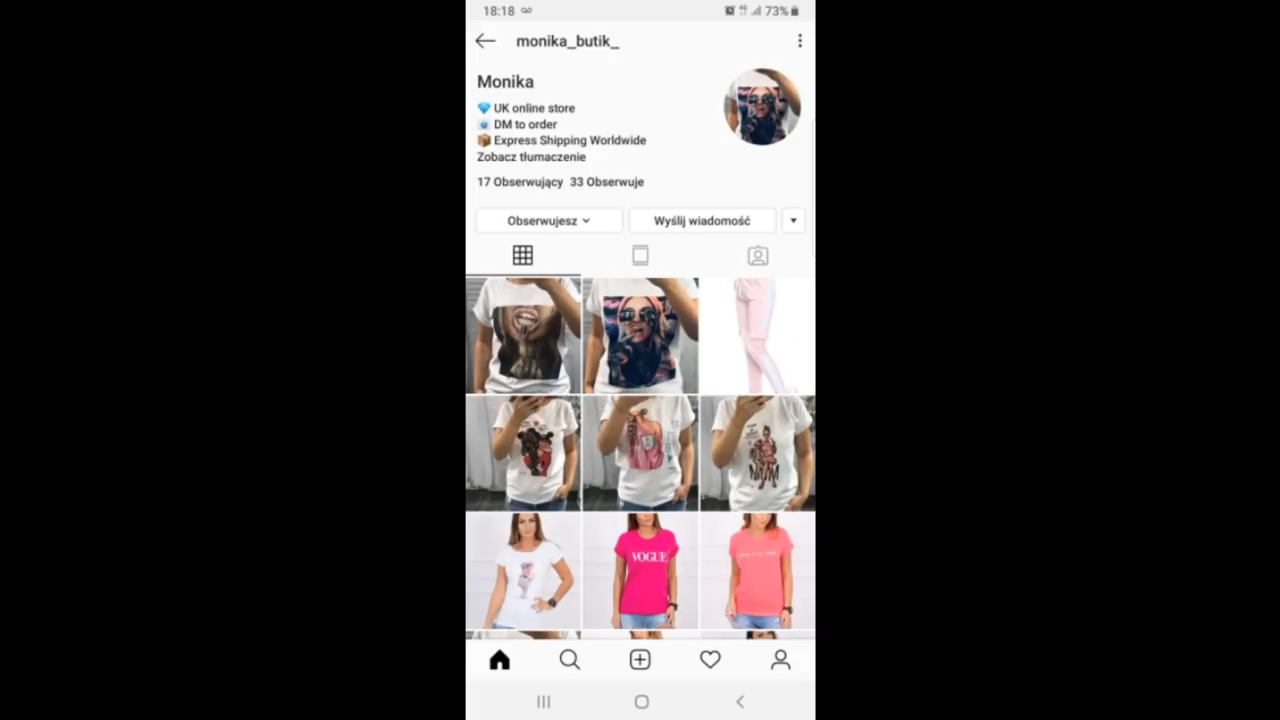 18:18
73%
monika_butik_
Monika
UK online store
DM to order
Express Shipping Worldwide
Zobacz tłumaczenie
17 Obserwujący 33 Obserwuje
Obserwujesz
Wyślij wiadomość
VOGUE